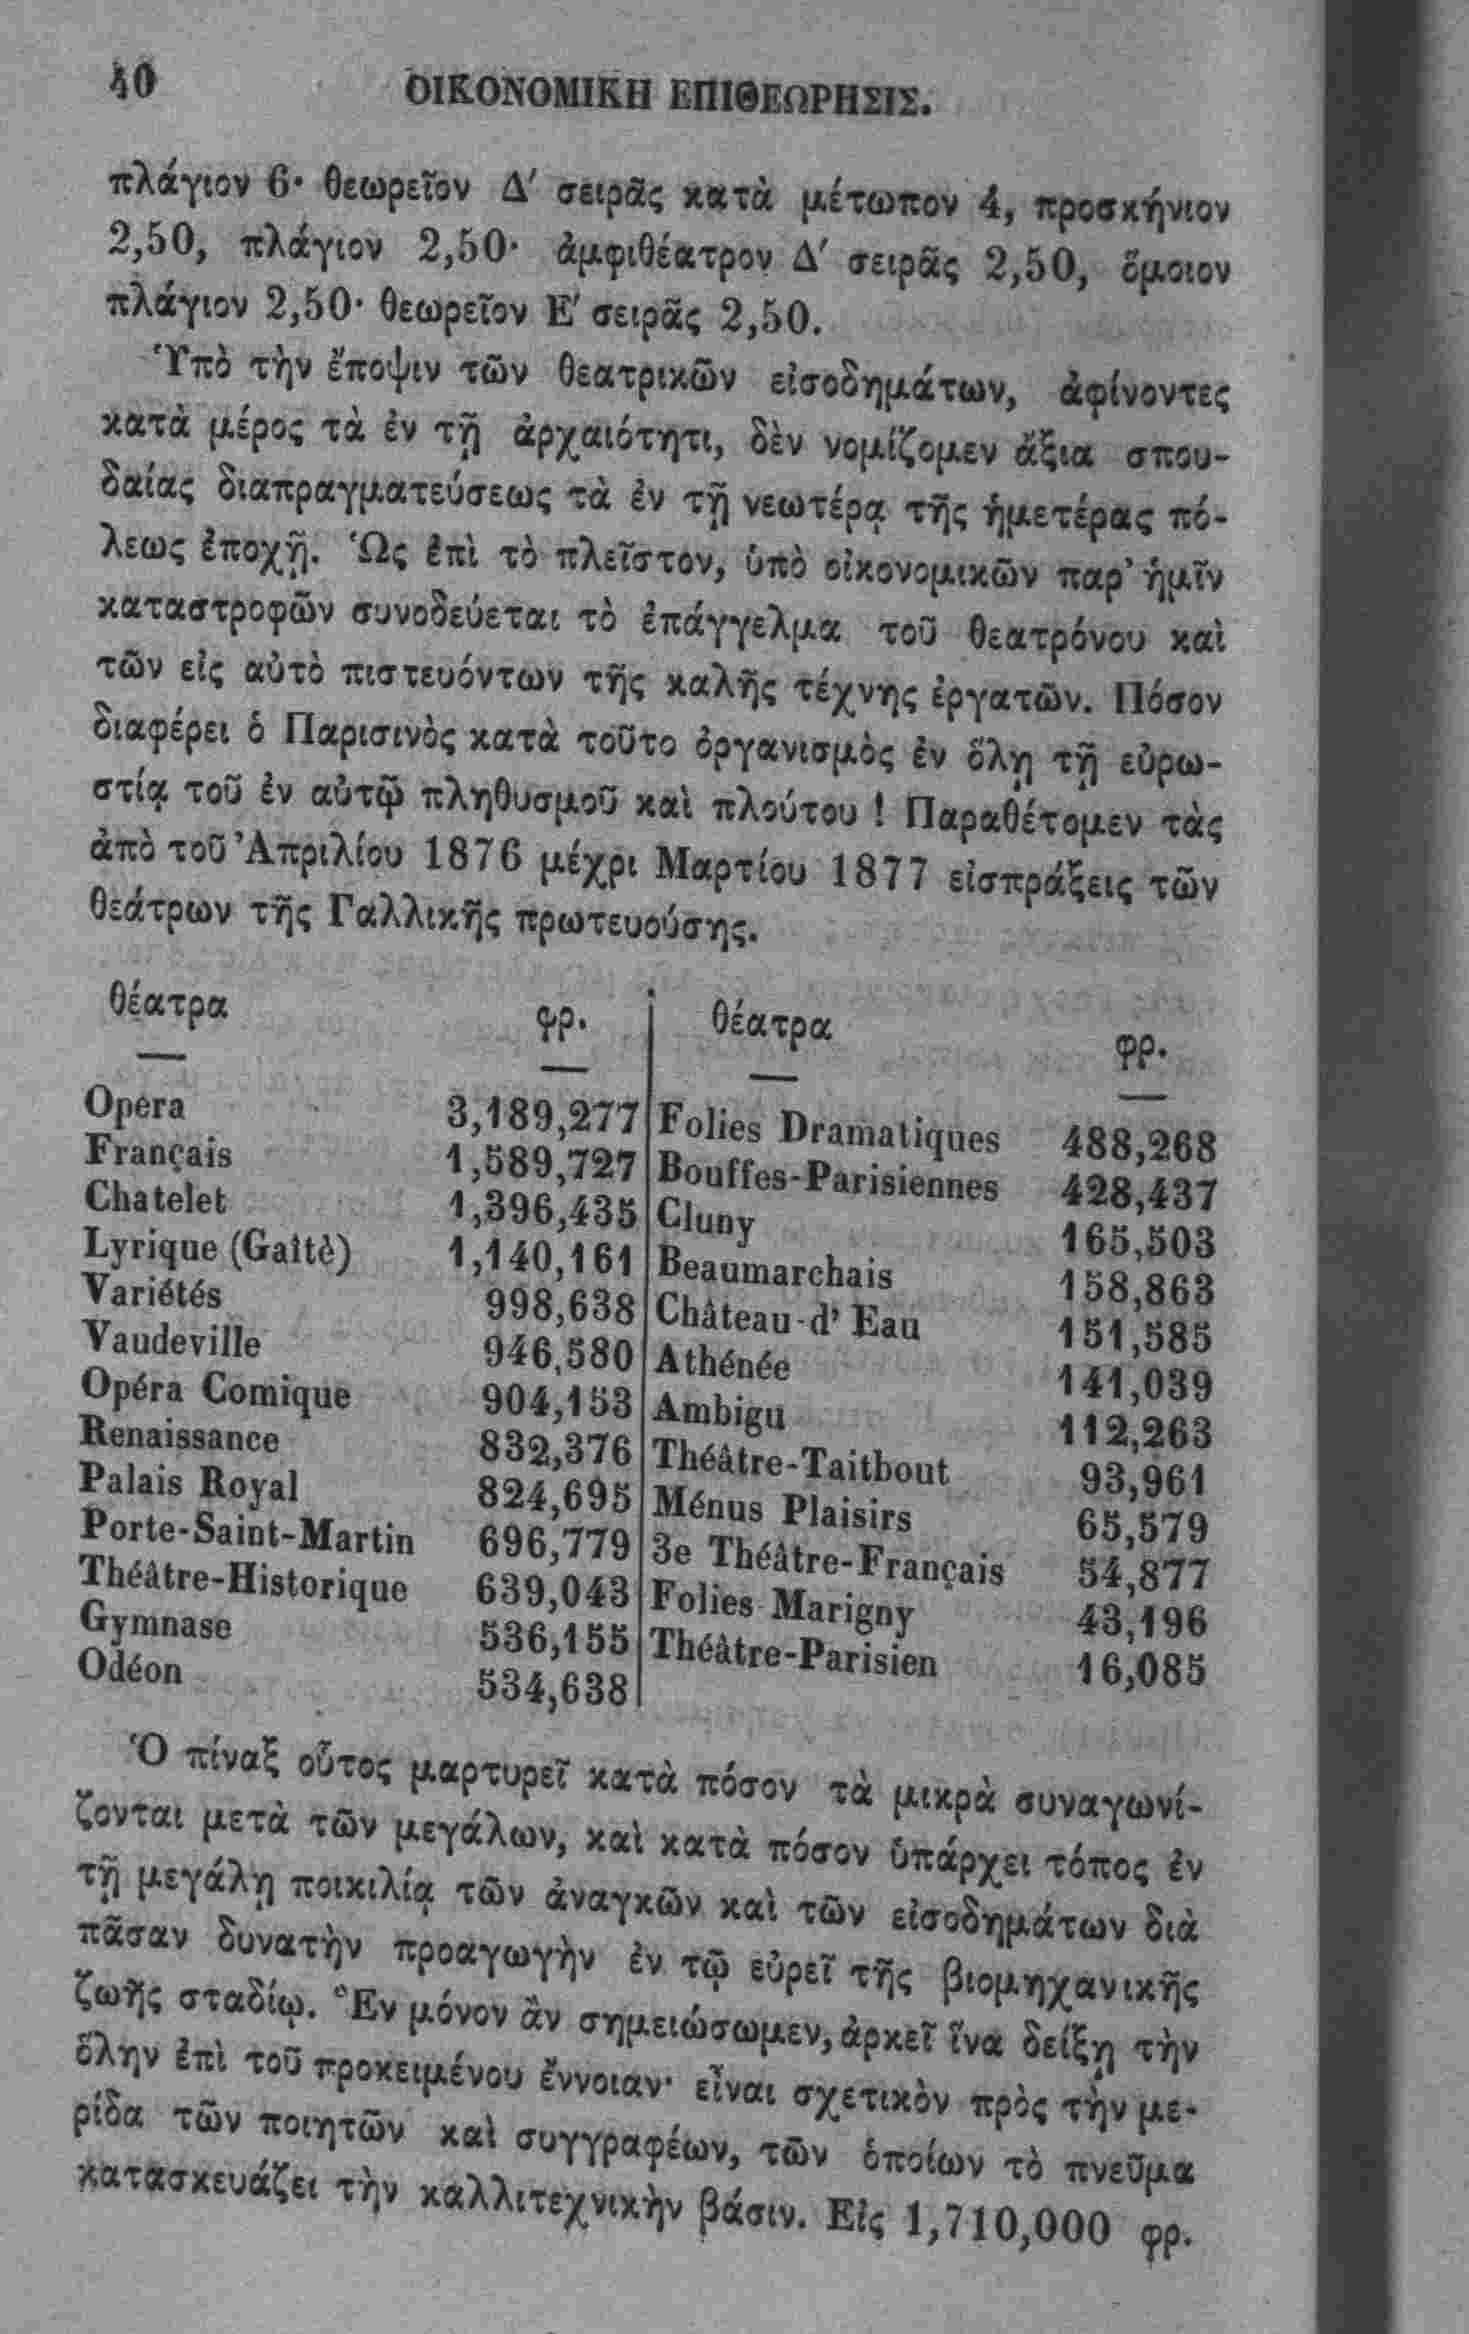 40
ΟΙΚΟΝΟΜΙΚΗ ΕΠΙΘΕΩΡΗΣΙΣ.
πλάγιον 6· θεωρεῖον Δ′ σειρᾶς κατὰ μέτωπον 4, προσκήνιον
2,50, πλάγιον 2,50· ἀμφιθέατρον Δ′ σειρᾶς 2,50, ὅμοιον
πλάγιον 2,50· θεωρεῖον Ε′ σειρᾶς 2,50.
Ὑπὸ τὴν ἔποψιν τῶν θεατρικῶν εἰσοδημάτων, ἀφίνοντες
κατὰ μέρος τὰ ἐν τῇ ἀρχαιότητι, δὲν νομίζομεν ἄξια σπου-
δαίας διαπραγματεύσεως τὰ ἐν τῇ νεωτέρᾳ τῆς ἡμετέρας πό-
λεως ἐποχῇ. Ὡς ἐπὶ τὸ πλεῖστον, ὑπὸ οἰκονομικῶν παρ' ἡμῖν
καταστροφῶν συνοδεύεται τὸ ἐπάγγελμα τοῦ θεατρόνου καὶ
τῶν εἰς αὐτὸ πιστευόντων τῆς καλῆς τέχνης ἐργατῶν. Πόσον
διαφέρει ὁ Παρισινὸς κατὰ τοῦτο ὀργανισμὸς ἐν ὅλῃ τῇ εὐρω-
στίᾳ τοῦ ἐν αὐτῷ πληθυσμοῦ καὶ πλούτου ! Παραθέτομεν τὰς
ἀπὸ τοῦ Ἀπριλίου 1876 μέχρι Μαρτίου 1877 εἰσπράξεις τῶν
θεάτρων τῆς Γαλλικῆς πρωτευούσης.
θέατρα φρ.
Opera 3,189,277
Français 1,589,727
Chatelet 1,396,435
Lyrique (Gaîtè) 1,140,161
Variétés 998,638
Vaudeville 946,580
Opéra Comique 904,153
Renaissance 832,376
Palais Royal 824,695
Porte-Saint-Martin 696,779
Théâtre-Historique 639,043
Gymnase 536,155
Odéon 534,638
θέατρα φρ.
Folies Dramatiques 488,268
Bouffes-Parisiennes 428,437
Cluny 165,503
Beaumarchais 158,863
Château-d' Eau 151,585
Athénée 141,039
Ambigu 112,263
Théâtre-Taitbout 93,961
Ménus Plaisirs 65,579
3e Théâtre-Français 54,877
Folies Marigny 43,196
Théâtre-Parisien 16,085
Ὁ πίναξ οὗτος μαρτυρεῖ κατὰ πόσον τὰ μικρὰ συναγωνί-
ζονται μετὰ τῶν μεγάλων, καὶ κατὰ πόσον ὑπάρχει τόπος ἐν
τῇ μεγάλῃ ποικιλίᾳ τῶν ἀναγκῶν καὶ τῶν εἰσοδημάτων διὰ
πᾶσαν δυνατὴν προαγωγὴν ἐν τῷ εὐρεῖ τῆς βιομηχανικῆς
ζωῆς σταδίῳ. Ἓν μόνον ἂν σημειώσωμεν, ἀρκεῖ ἵνα δείξῃ τὴν
ὅλην ἐπὶ τοῦ προκειμένου ἔννοιαν· εἶναι σχετικὸν πρὸς τὴν με-
ρίδα τῶν ποιητῶν καὶ συγγραφέων, τῶν ὁποίων τὸ πνεῦμα
κατασκευάζει τὴν καλλιτεχνικὴν βάσιν. Εἰς 1,710,000 φρ.